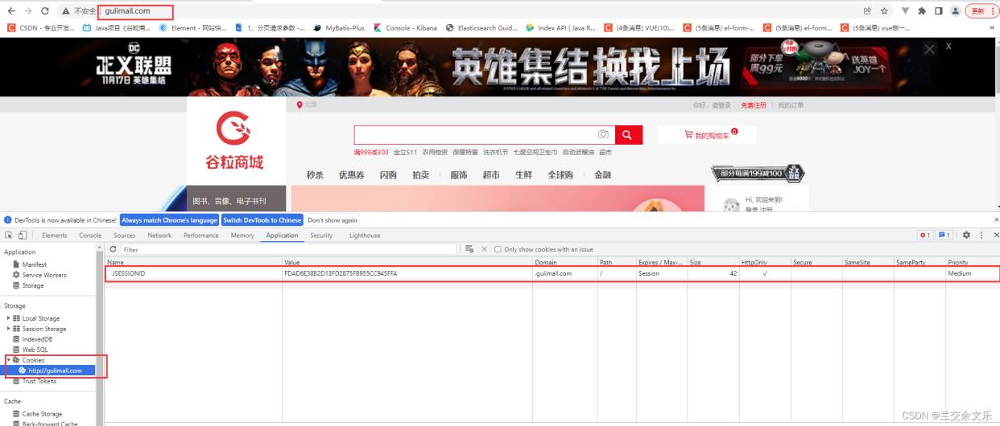 不安全 gulimall.com 更新
CSDN - 专业开发... Java项目《谷粒商... Element - 网站快... 1、分页请求参数 -... MyBatis-Plus Console - Kibana Elasticsearch Guid... Index API | Java R... (4条消息) VUE(10)... (5条消息) el-form-... (5条消息) el-form... (5条消息) vue做一...
DC
正义联盟
11月17日 英雄集结
英雄集结换我上场
部分下单
满99元
送英雄
JOY一个
X
北京 你好，请登录 免费注册 我的订单
谷粒商城
我的购物车 0
满999减300 金立S11 农用物资 保暖特惠 洗衣机节 七度空间卫生巾 自动波箱油 超市
秒杀 优惠券 闪购 拍卖 服饰 超市 生鲜 全球购 金融
部分每满199减100 正义联盟
图书、音像、电子书刊
Hi, 欢迎来到!
登录 注册
DevTools is now available in Chinese! Always match Chrome's language Switch DevTools to Chinese Don't show again
Elements Console Sources Network Performance Memory Application Security Lighthouse 1 1
Application
Manifest
Service Workers
Storage
Storage
Local Storage
Session Storage
IndexedDB
Web SQL
Cookies
http://gulimall.com
Trust Tokens
Cache
Cache Storage
Back-forward Cache
Filter Only show cookies with an issue
Name Value Domain Path Expires / Max-... Size HttpOnly Secure SameSite SameParty Priority
JSESSIONID FDAD6E38B2D13FD2875FB955CC945FFA .gulimall.com / Session 42 ✓ Medium
CSDN @兰交余文乐